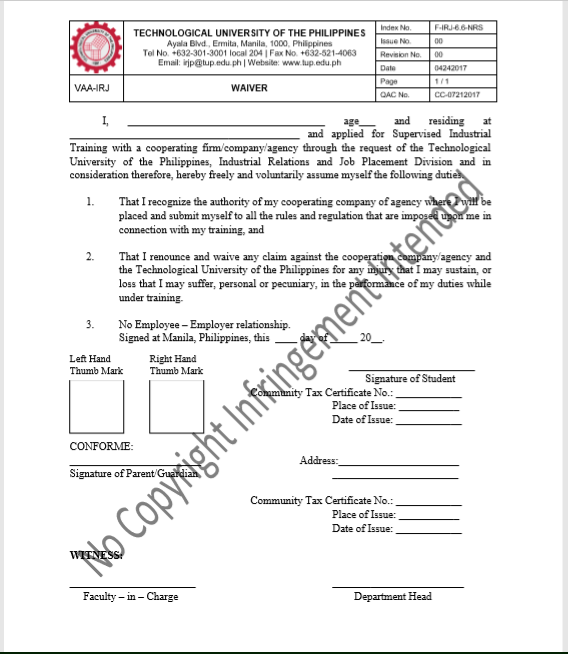 TECHNOLOGICAL UNIVERSITY OF THE PHILIPPINES
Ayala Blvd., Ermita, Manila, 1000, Philippines
Tel No. +632-301-3001 local 204 | Fax No. +632-521-4063
Email: irjp@tup.edu.ph | Website: www.tup.edu.ph
Index No. F-IRJ-6.6-NRS
Issue No. 00
Revision No. 00
Date 04242017
VAA-IRJ WAIVER
Page 1 / 1
QAC No. CC-07212017
I, ______________________________ age___ and residing at
___________________________________ and applied for Supervised Industrial
Training with a cooperating firm/company/agency through the request of the Technological
University of the Philippines, Industrial Relations and Job Placement Division and in
consideration therefore, hereby freely and voluntarily assume myself the following duties.
1. That I recognize the authority of my cooperating company of agency where I will be
placed and submit myself to all the rules and regulation that are imposed upon me in
connection with my training, and
2. That I renounce and waive any claim against the cooperation company/agency and
the Technological University of the Philippines for any injury that I may sustain, or
loss that I may suffer, personal or pecuniary, in the performance of my duties while
under training.
3. No Employee – Employer relationship.
Signed at Manila, Philippines, this ____ day of _____ 20__.
Left Hand Right Hand
Thumb Mark Thumb Mark
Signature of Student
Community Tax Certificate No.: __________
Place of Issue: _________
Date of Issue: _________
CONFORME:
Address:__________________
Signature of Parent/Guardian
Community Tax Certificate No.: __________
Place of Issue: _________
Date of Issue: _________
WITNESS:
Faculty – in – Charge Department Head
No Copyright Infringement Intended